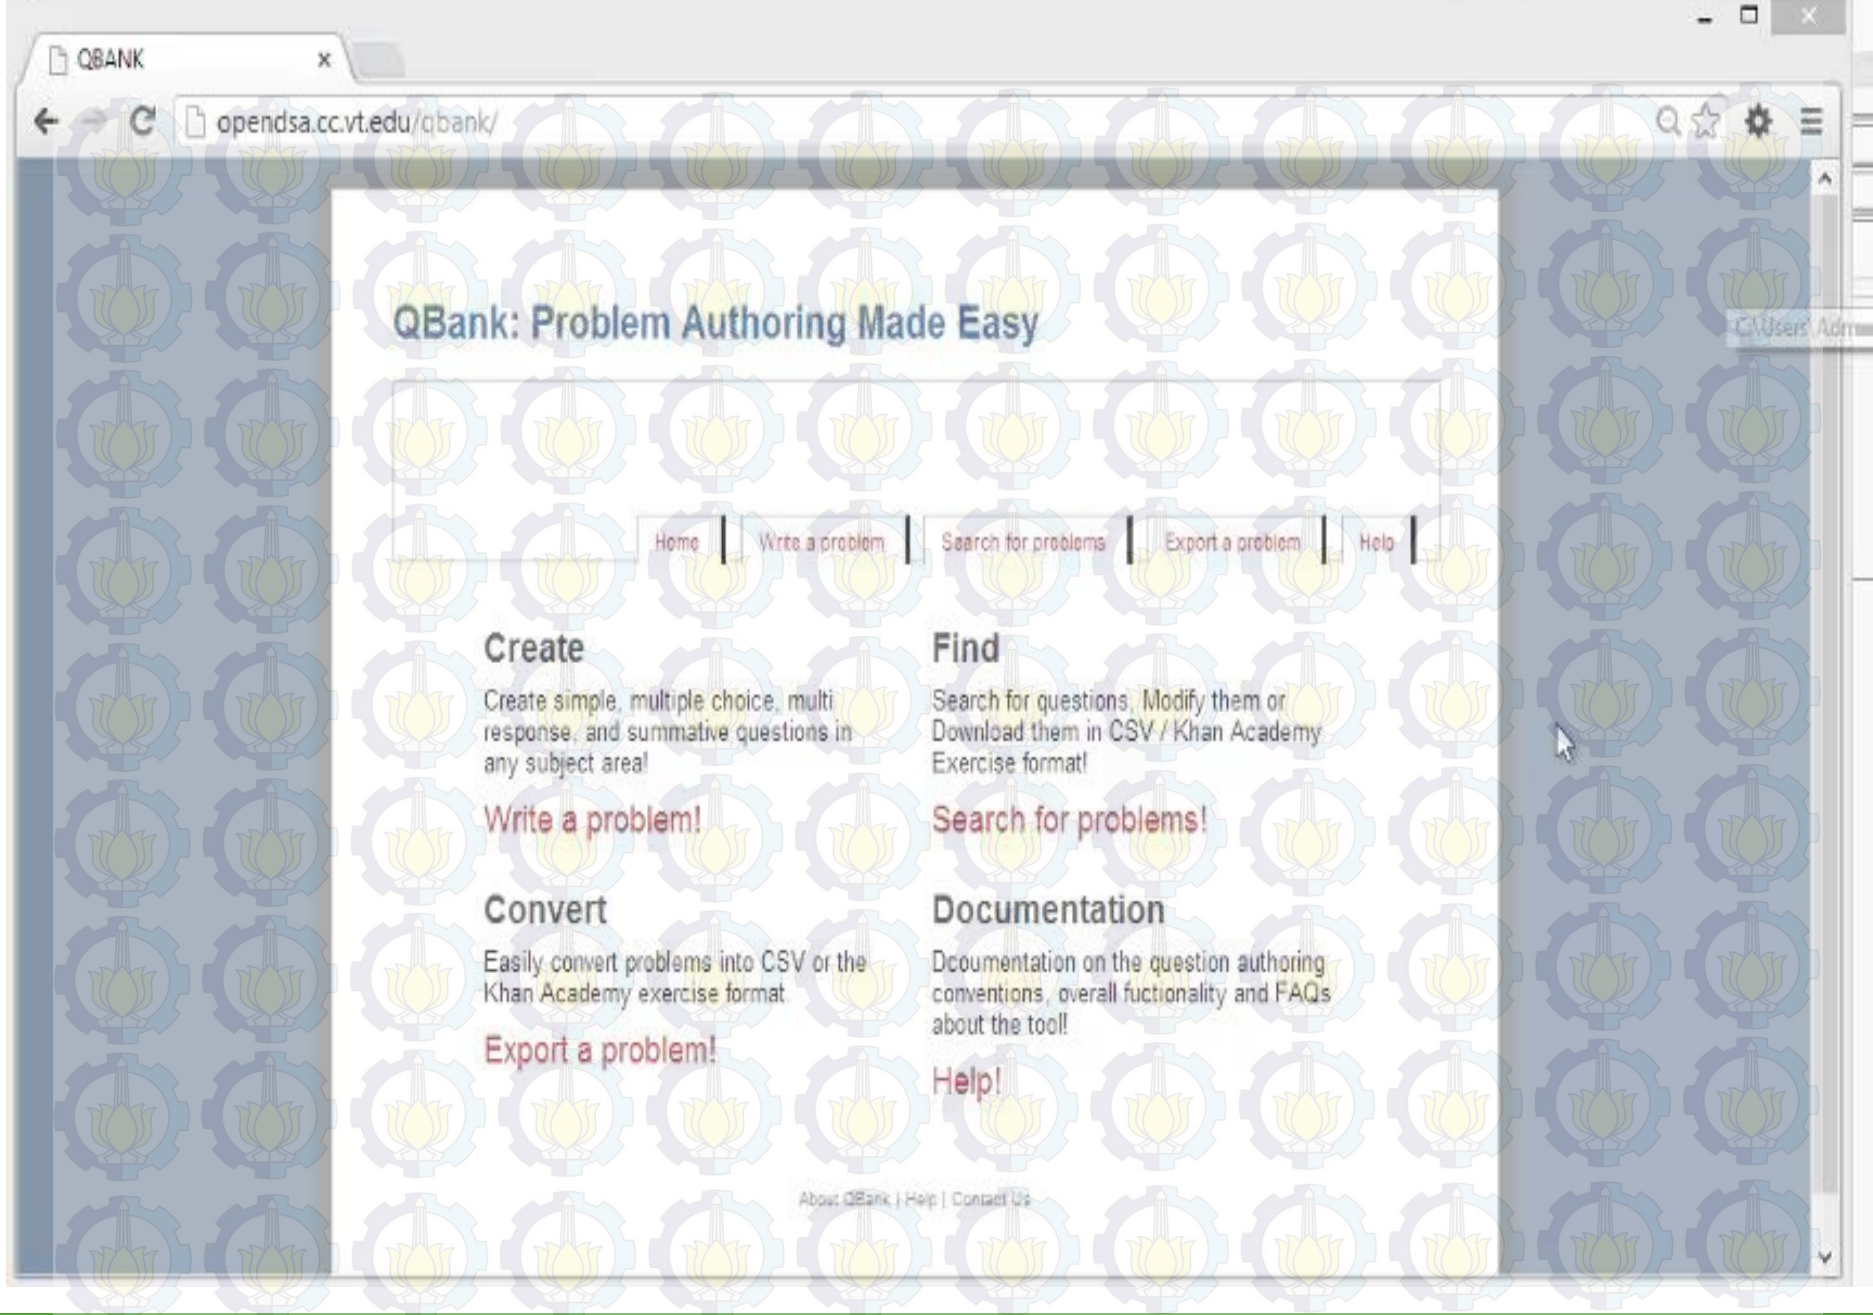 QBANK
opendsa.cc.vt.edu/qbank/
C:\Users\Adm
QBank: Problem Authoring Made Easy
Home Write a problem Search for problems Export a problem Help
Create
Create simple, multiple choice, multi
response, and summative questions in
any subject area!
Write a problem!
Find
Search for questions, Modify them or
Download them in CSV / Khan Academy
Exercise format!
Search for problems!
Convert
Easily convert problems into CSV or the
Khan Academy exercise format
Export a problem!
Documentation
Dcoumentation on the question authoring
conventions, overall fuctionality and FAQs
about the tool!
Help!
About QBank | Help | Contact Us